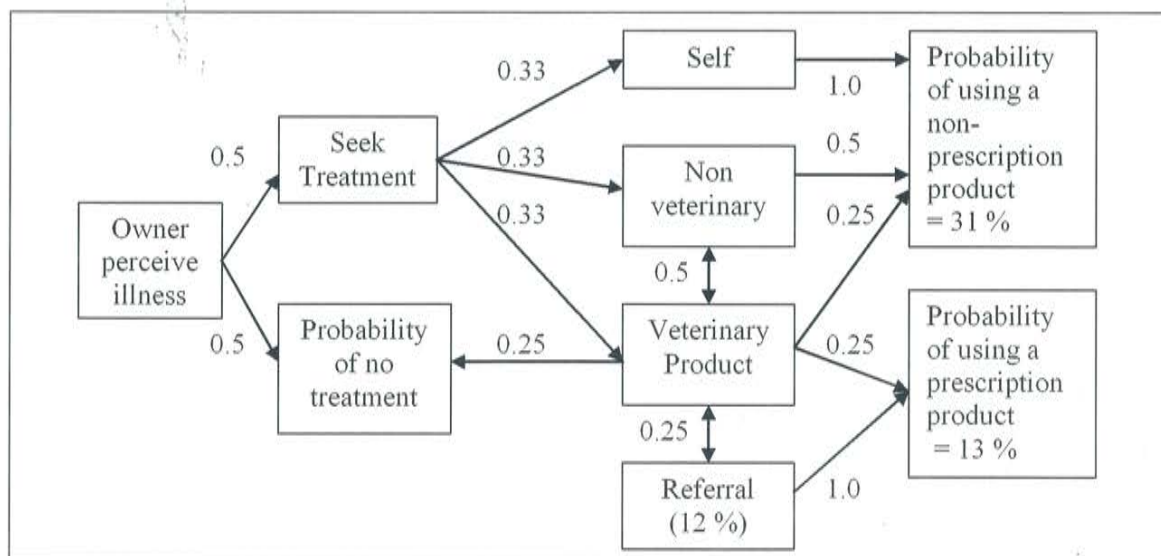 Owner
perceive
illness
0.5
0.5
Seek
Treatment
Probability
of no
treatment
0.33
0.33
0.33
0.25
Self
Non
veterinary
0.5
Veterinary
Product
0.25
Referral
(12 %)
1.0
0.5
0.25
0.25
1.0
Probability
of using a
non-
prescription
product
= 31 %
Probability
of using a
prescription
product
= 13 %